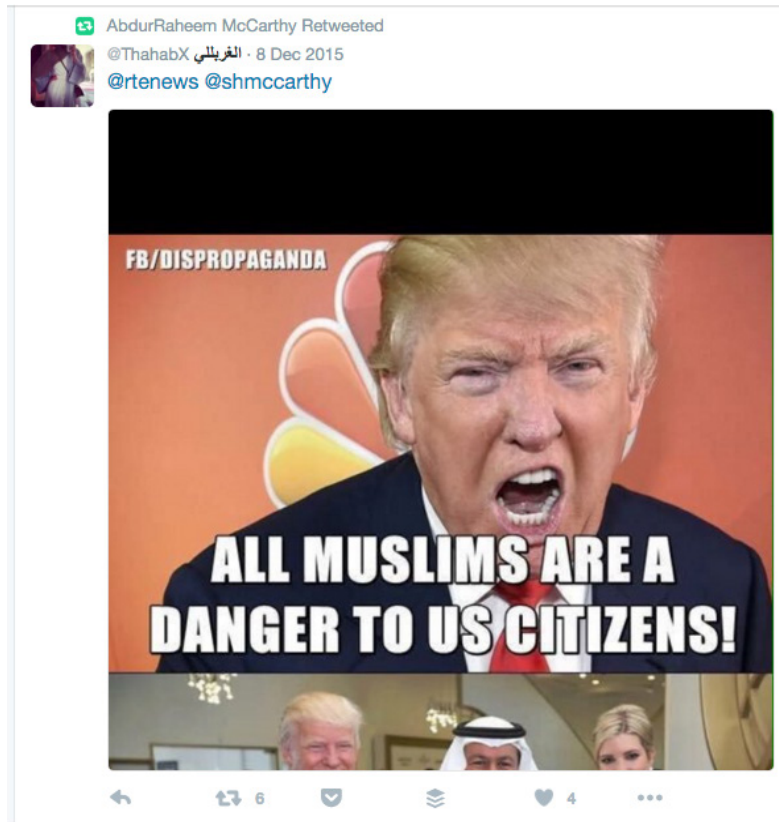 AbdurRaheem McCarthy Retweeted
@ThahabX الغربللي · 8 Dec 2015
@rtenews @shmccarthy
FB/DISPROPAGANDA
ALL MUSLIMS ARE A
DANGER TO US CITIZENS!
6
4